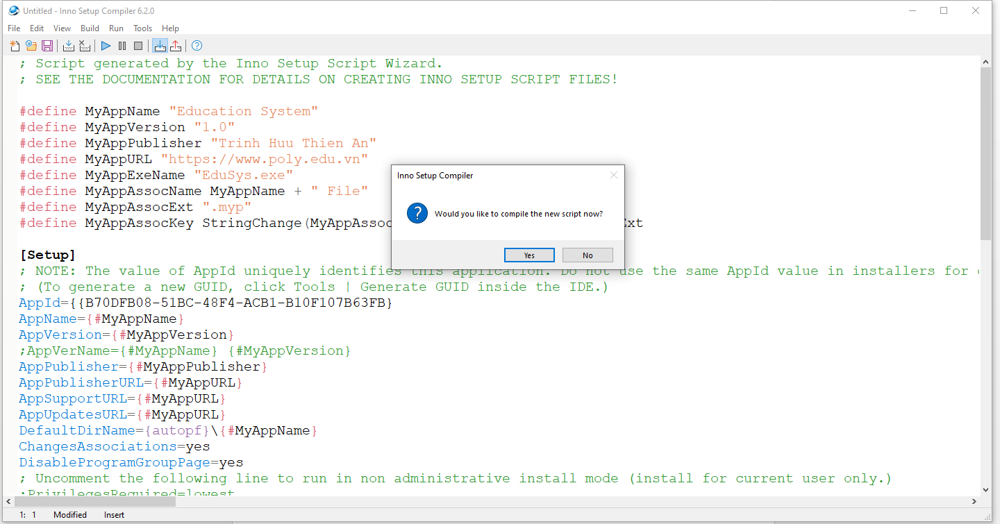 Untitled - Inno Setup Compiler 6.2.0
File Edit View Build Run Tools Help
; Script generated by the Inno Setup Script Wizard.
; SEE THE DOCUMENTATION FOR DETAILS ON CREATING INNO SETUP SCRIPT FILES!
#define MyAppName "Education System"
#define MyAppVersion "1.0"
#define MyAppPublisher "Trinh Huu Thien An"
#define MyAppURL "https://www.poly.edu.vn"
#define MyAppExeName "EduSys.exe"
#define MyAppAssocName MyAppName + " File"
#define MyAppAssocExt ".myp"
#define MyAppAssocKey StringChange(MyAppAssoc Ext
Inno Setup Compiler
Would you like to compile the new script now?
Yes No
[Setup]
; NOTE: The value of AppId uniquely identifies this application. Do not use the same AppId value in installers for
; (To generate a new GUID, click Tools | Generate GUID inside the IDE.)
AppId={{B70DFB08-51BC-48F4-ACB1-B10F107B63FB}
AppName={#MyAppName}
AppVersion={#MyAppVersion}
;AppVerName={#MyAppName} {#MyAppVersion}
AppPublisher={#MyAppPublisher}
AppPublisherURL={#MyAppURL}
AppSupportURL={#MyAppURL}
AppUpdatesURL={#MyAppURL}
DefaultDirName={autopf}\{#MyAppName}
ChangesAssociations=yes
DisableProgramGroupPage=yes
; Uncomment the following line to run in non administrative install mode (install for current user only.)
;PrivilegesRequired=lowest
1: 1 Modified Insert